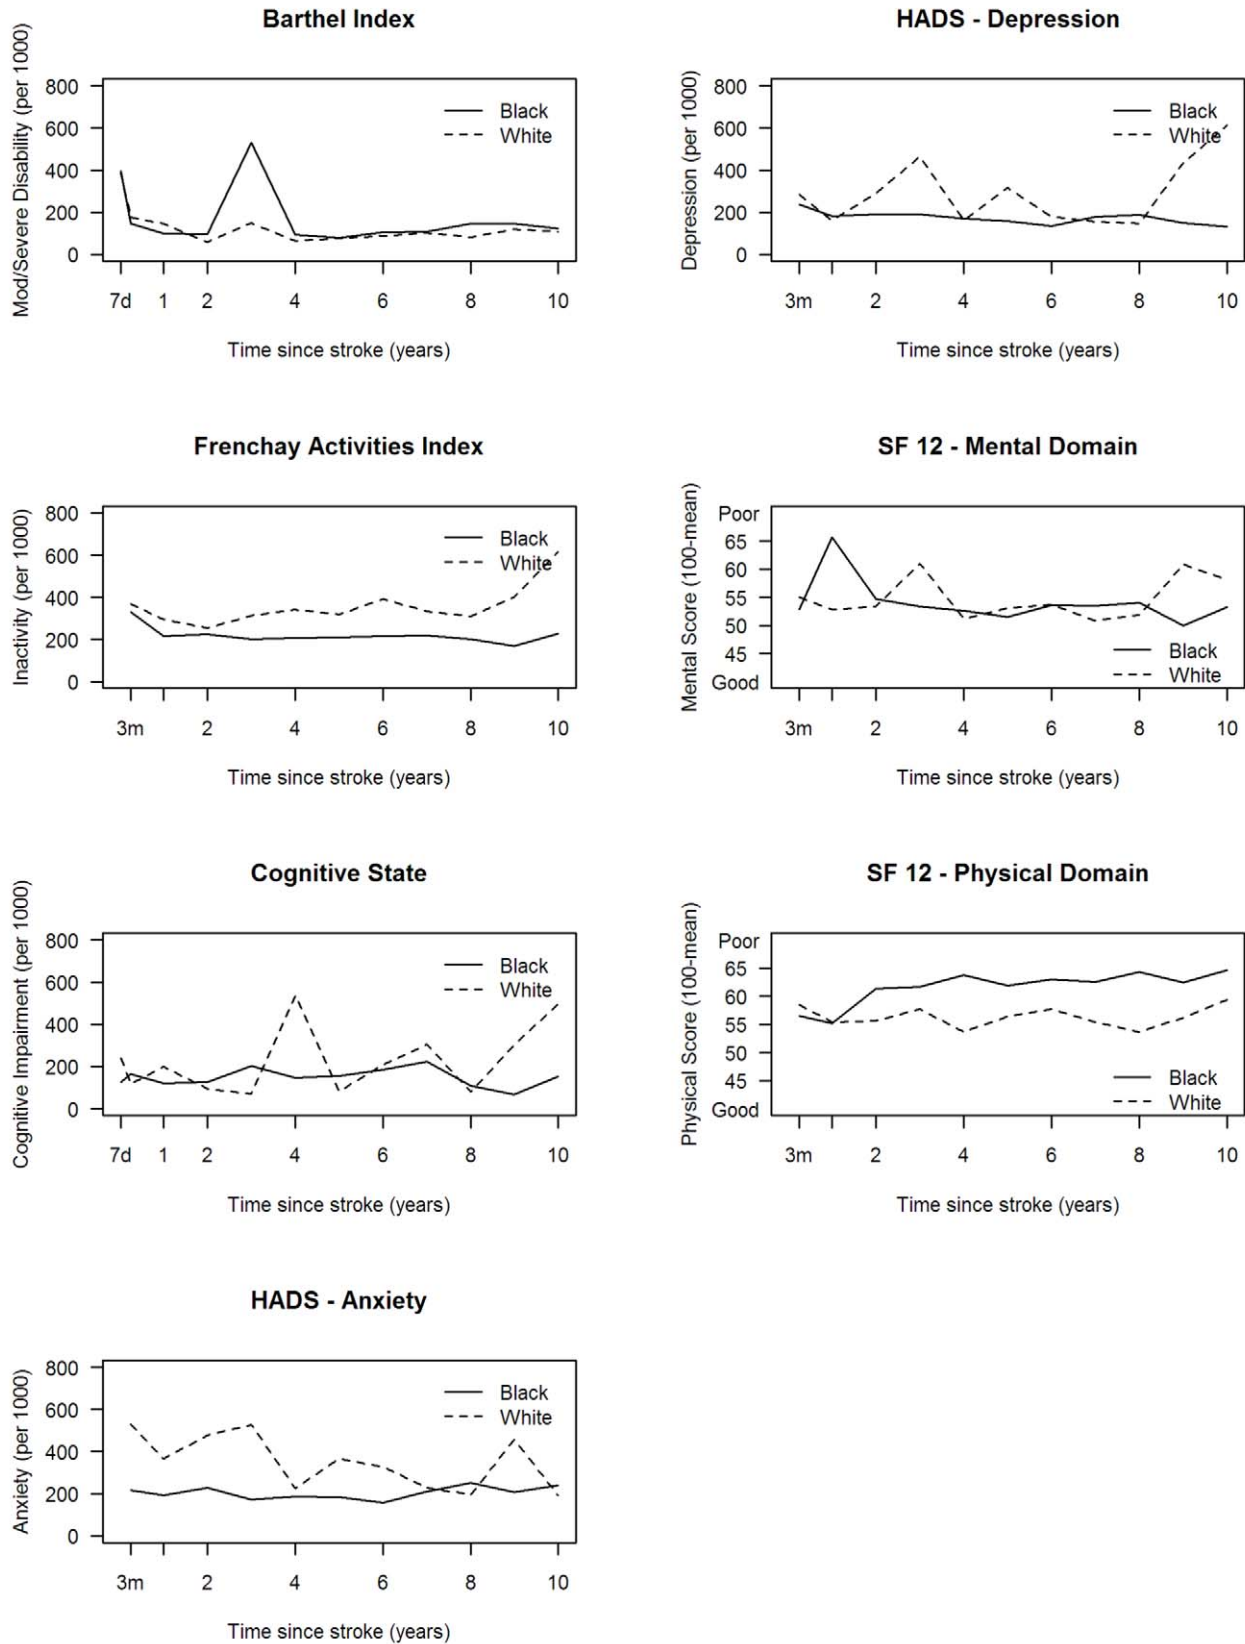 Barthel Index
Mod/Severe Disability (per 1000)
800
600
400
200
0
Black
White
7d 1 2 4 6 8 10
Time since stroke (years)
HADS - Depression
Depression (per 1000)
800
600
400
200
0
Black
White
3m 2 4 6 8 10
Time since stroke (years)
Frenchay Activities Index
Inactivity (per 1000)
800
600
400
200
0
Black
White
3m 2 4 6 8 10
Time since stroke (years)
SF 12 - Mental Domain
Mental Score (100-mean)
Poor
65
60
55
50
45
Good
Black
White
3m 2 4 6 8 10
Time since stroke (years)
Cognitive State
Cognitive Impairment (per 1000)
800
600
400
200
0
Black
White
7d 1 2 4 6 8 10
Time since stroke (years)
SF 12 - Physical Domain
Physical Score (100-mean)
Poor
65
60
55
50
45
Good
Black
White
3m 2 4 6 8 10
Time since stroke (years)
HADS - Anxiety
Anxiety (per 1000)
800
600
400
200
0
Black
White
3m 2 4 6 8 10
Time since stroke (years)